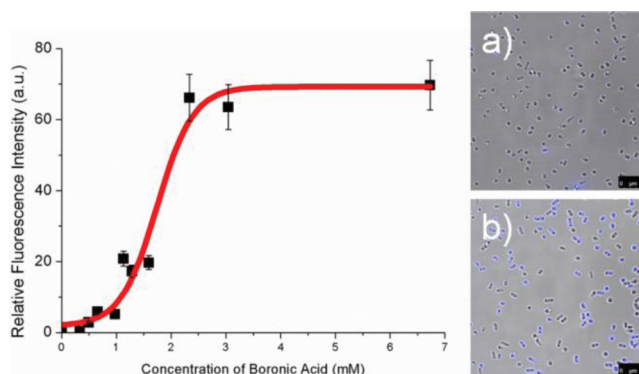 Relative Fluorescence Intensity (a.u.)
80
60
40
20
0
0 1 2 3 4 5 6 7
Concentration of Boronic Acid (mM)
a)
b)